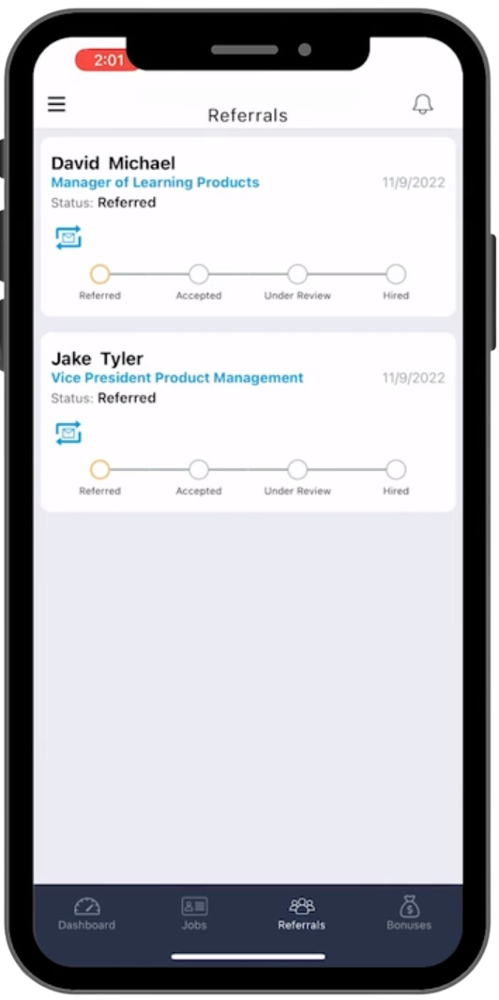 2:01
Referrals
David Michael
Manager of Learning Products 11/9/2022
Status: Referred
Referred Accepted Under Review Hired
Jake Tyler
Vice President Product Management 11/9/2022
Status: Referred
Referred Accepted Under Review Hired
Dashboard Jobs Referrals Bonuses